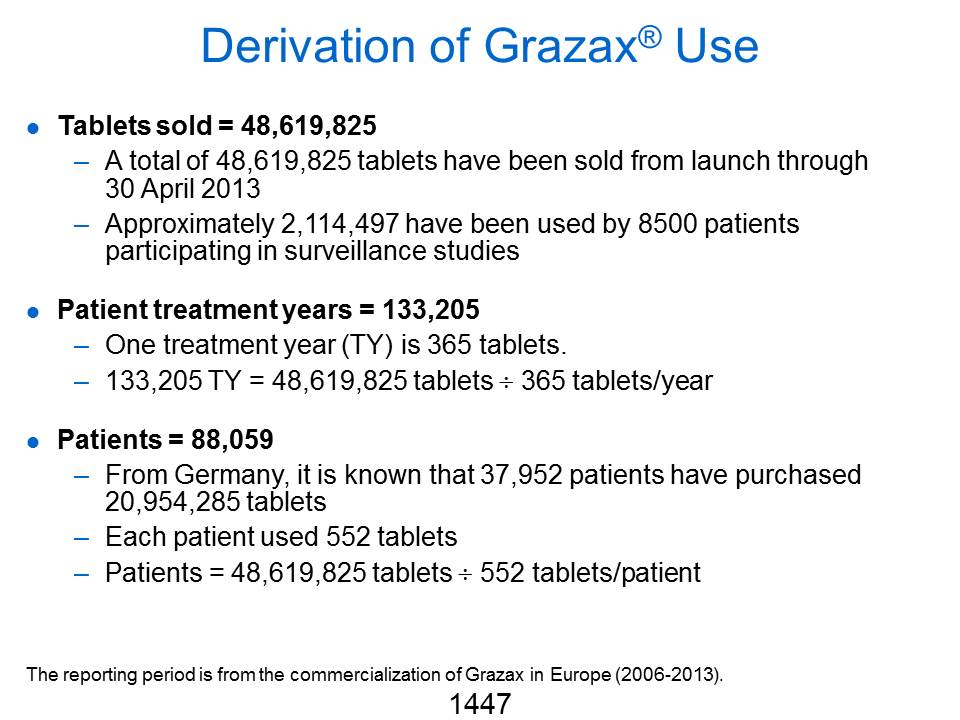 Derivation of Grazax® Use
● Tablets sold = 48,619,825
– A total of 48,619,825 tablets have been sold from launch through
30 April 2013
– Approximately 2,114,497 have been used by 8500 patients
participating in surveillance studies
● Patient treatment years = 133,205
– One treatment year (TY) is 365 tablets.
– 133,205 TY = 48,619,825 tablets ÷ 365 tablets/year
● Patients = 88,059
– From Germany, it is known that 37,952 patients have purchased
20,954,285 tablets
– Each patient used 552 tablets
– Patients = 48,619,825 tablets ÷ 552 tablets/patient
The reporting period is from the commercialization of Grazax in Europe (2006-2013).
1447